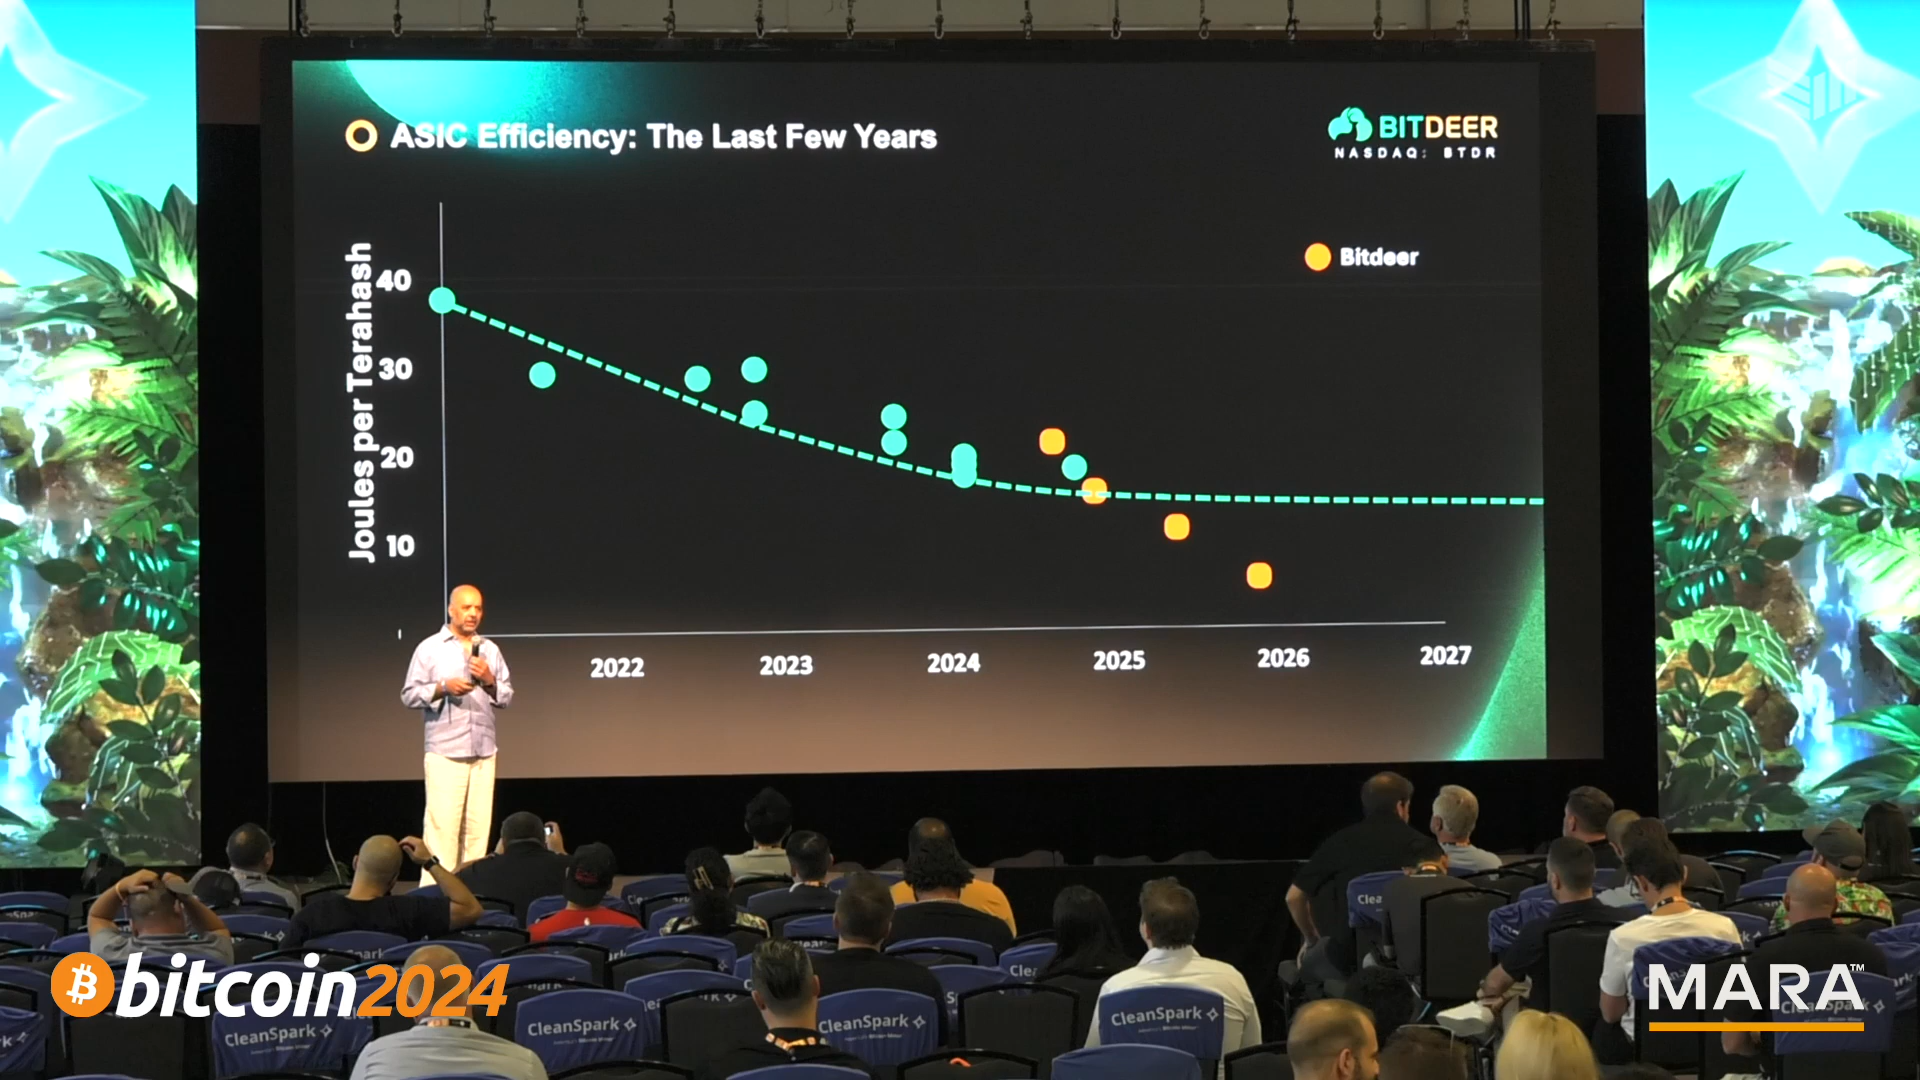 ASIC Efficiency: The Last Few Years
BITDEER
NASDAQ: BTDR
Bitdeer
Joules per Terahash
40
30
20
10
2022
2023
2024
2025
2026
2027
bitcoin2024
MARA™
CleanSpark
CleanSpark
CleanSpark
CleanSpark